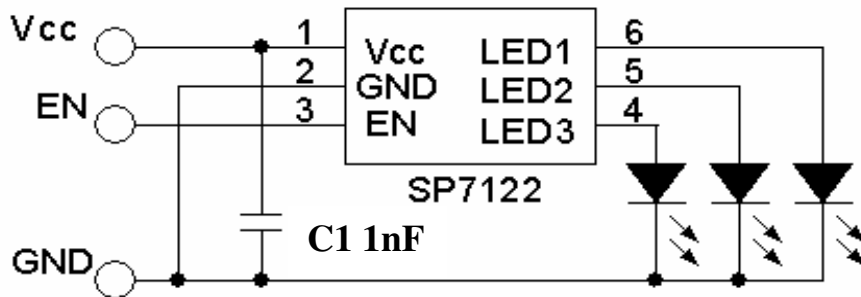 Vcc 1 Vcc LED1 6
2 GND LED2 5
EN 3 EN LED3 4
SP7122
C1 1nF
GND